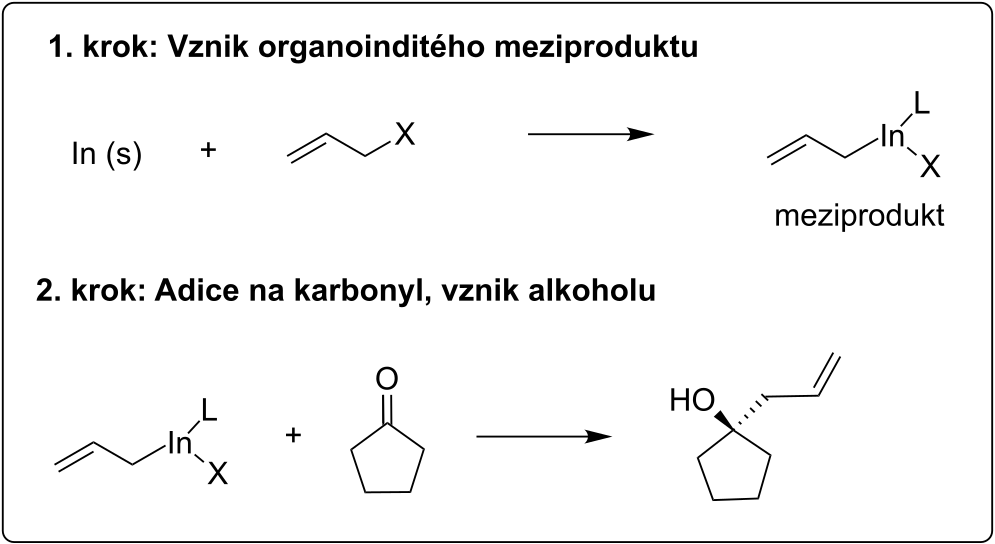 1. krok: Vznik organoinditého meziproduktu
In (s) + X L In X
meziprodukt
2. krok: Adice na karbonyl, vznik alkoholu
L In X + O HO